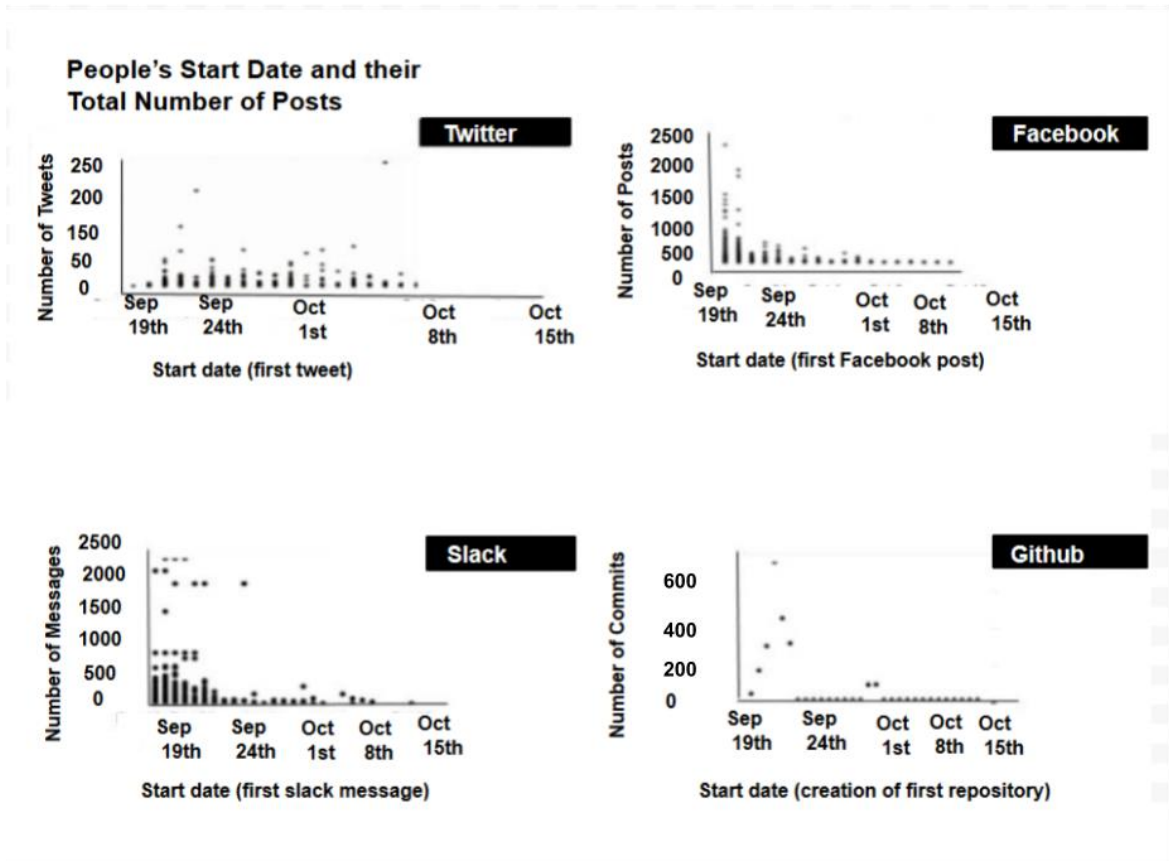 People's Start Date and their
Total Number of Posts
Twitter
Number of Tweets
250
200
150
50
0
Sep
19th
Sep
24th
Oct
1st
Oct
8th
Oct
15th
Start date (first tweet)
Facebook
Number of Posts
2500
2000
1500
1000
500
0
Sep
19th
Sep
24th
Oct
1st
Oct
8th
Oct
15th
Start date (first Facebook post)
Slack
Number of Messages
2500
2000
1500
1000
500
0
Sep
19th
Sep
24th
Oct
1st
Oct
8th
Oct
15th
Start date (first slack message)
Github
Number of Commits
600
400
200
0
Sep
19th
Sep
24th
Oct
1st
Oct
8th
Oct
15th
Start date (creation of first repository)